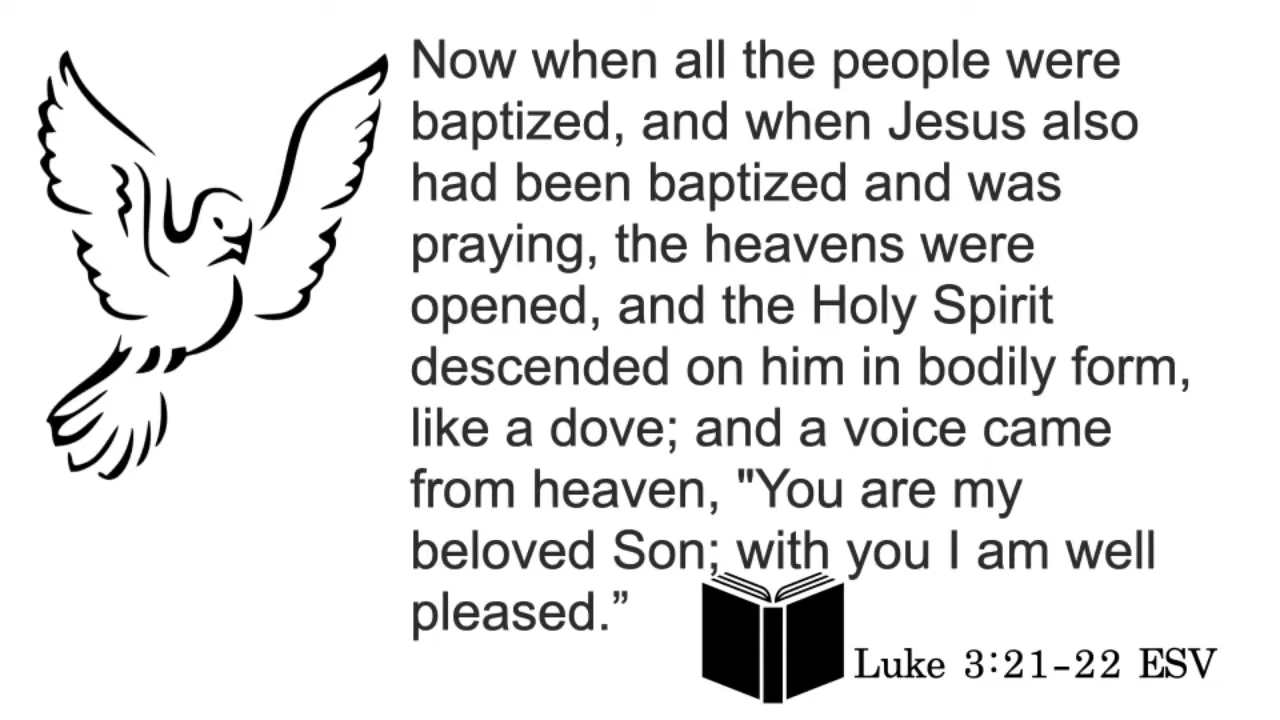 Now when all the people were
baptized, and when Jesus also
had been baptized and was
praying, the heavens were
opened, and the Holy Spirit
descended on him in bodily form,
like a dove; and a voice came
from heaven, "You are my
beloved Son; with you I am well
pleased.”
Luke 3:21-22 ESV